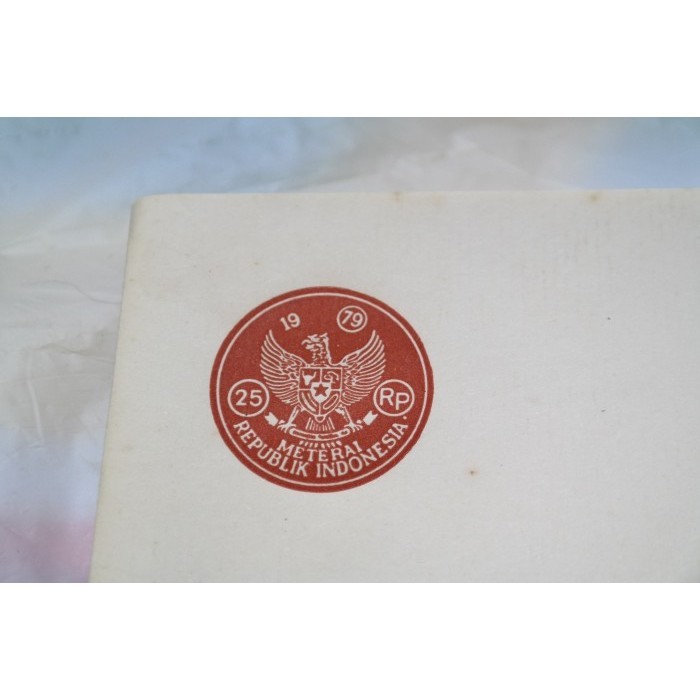 19 79
25 RP
METERAI
REPUBLIK INDONESIA.